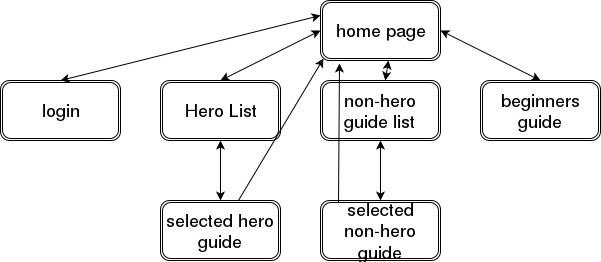 home page
login
Hero List
non-hero
guide list
beginners
guide
selected hero
guide
selected
non-hero
guide